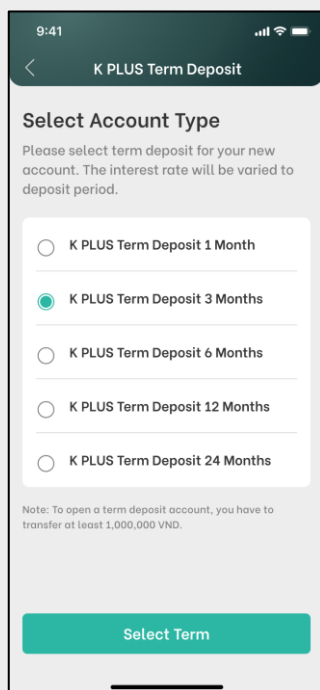 9:41
K PLUS Term Deposit
Select Account Type
Please select term deposit for your new
account. The interest rate will be varied to
deposit period.
K PLUS Term Deposit 1 Month
K PLUS Term Deposit 3 Months
K PLUS Term Deposit 6 Months
K PLUS Term Deposit 12 Months
K PLUS Term Deposit 24 Months
Note: To open a term deposit account, you have to
transfer at least 1,000,000 VND.
Select Term